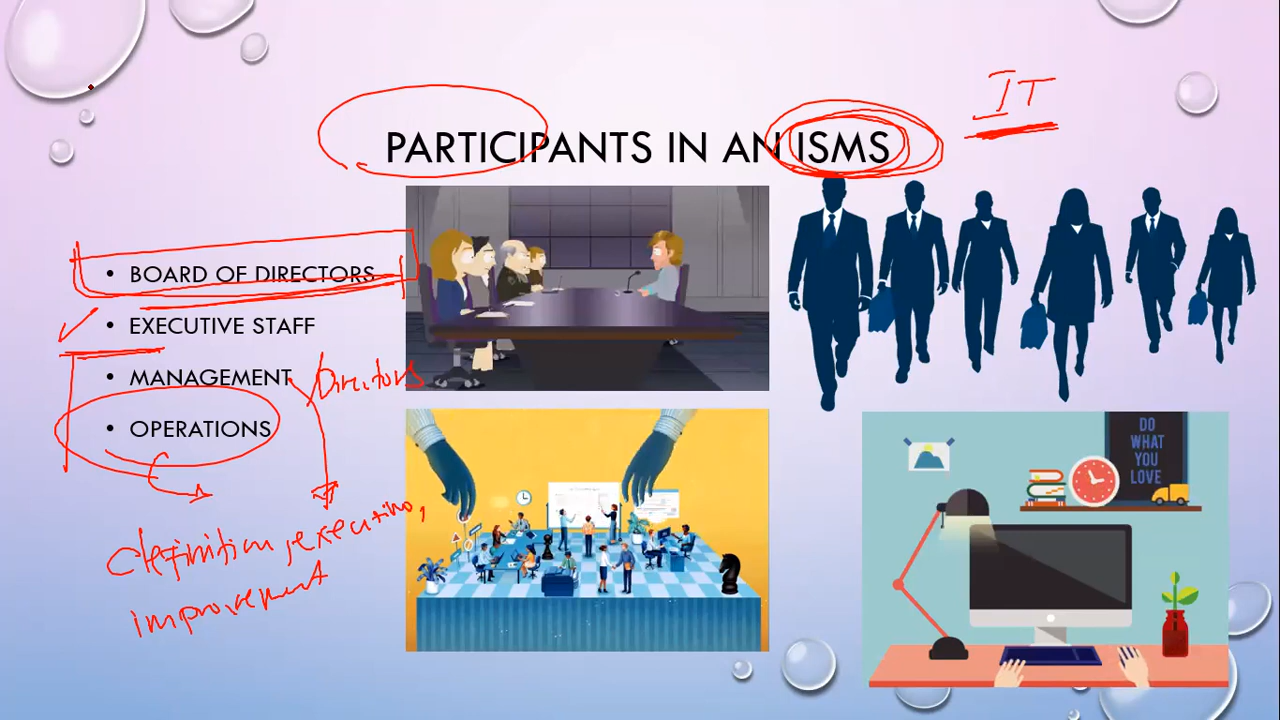 IT
PARTICIPANTS IN AN ISMS
• BOARD OF DIRECTORS
• EXECUTIVE STAFF
• MANAGEMENT
Directors
• OPERATIONS
Definition, execution,
improvement
DO
WHAT
YOU
LOVE